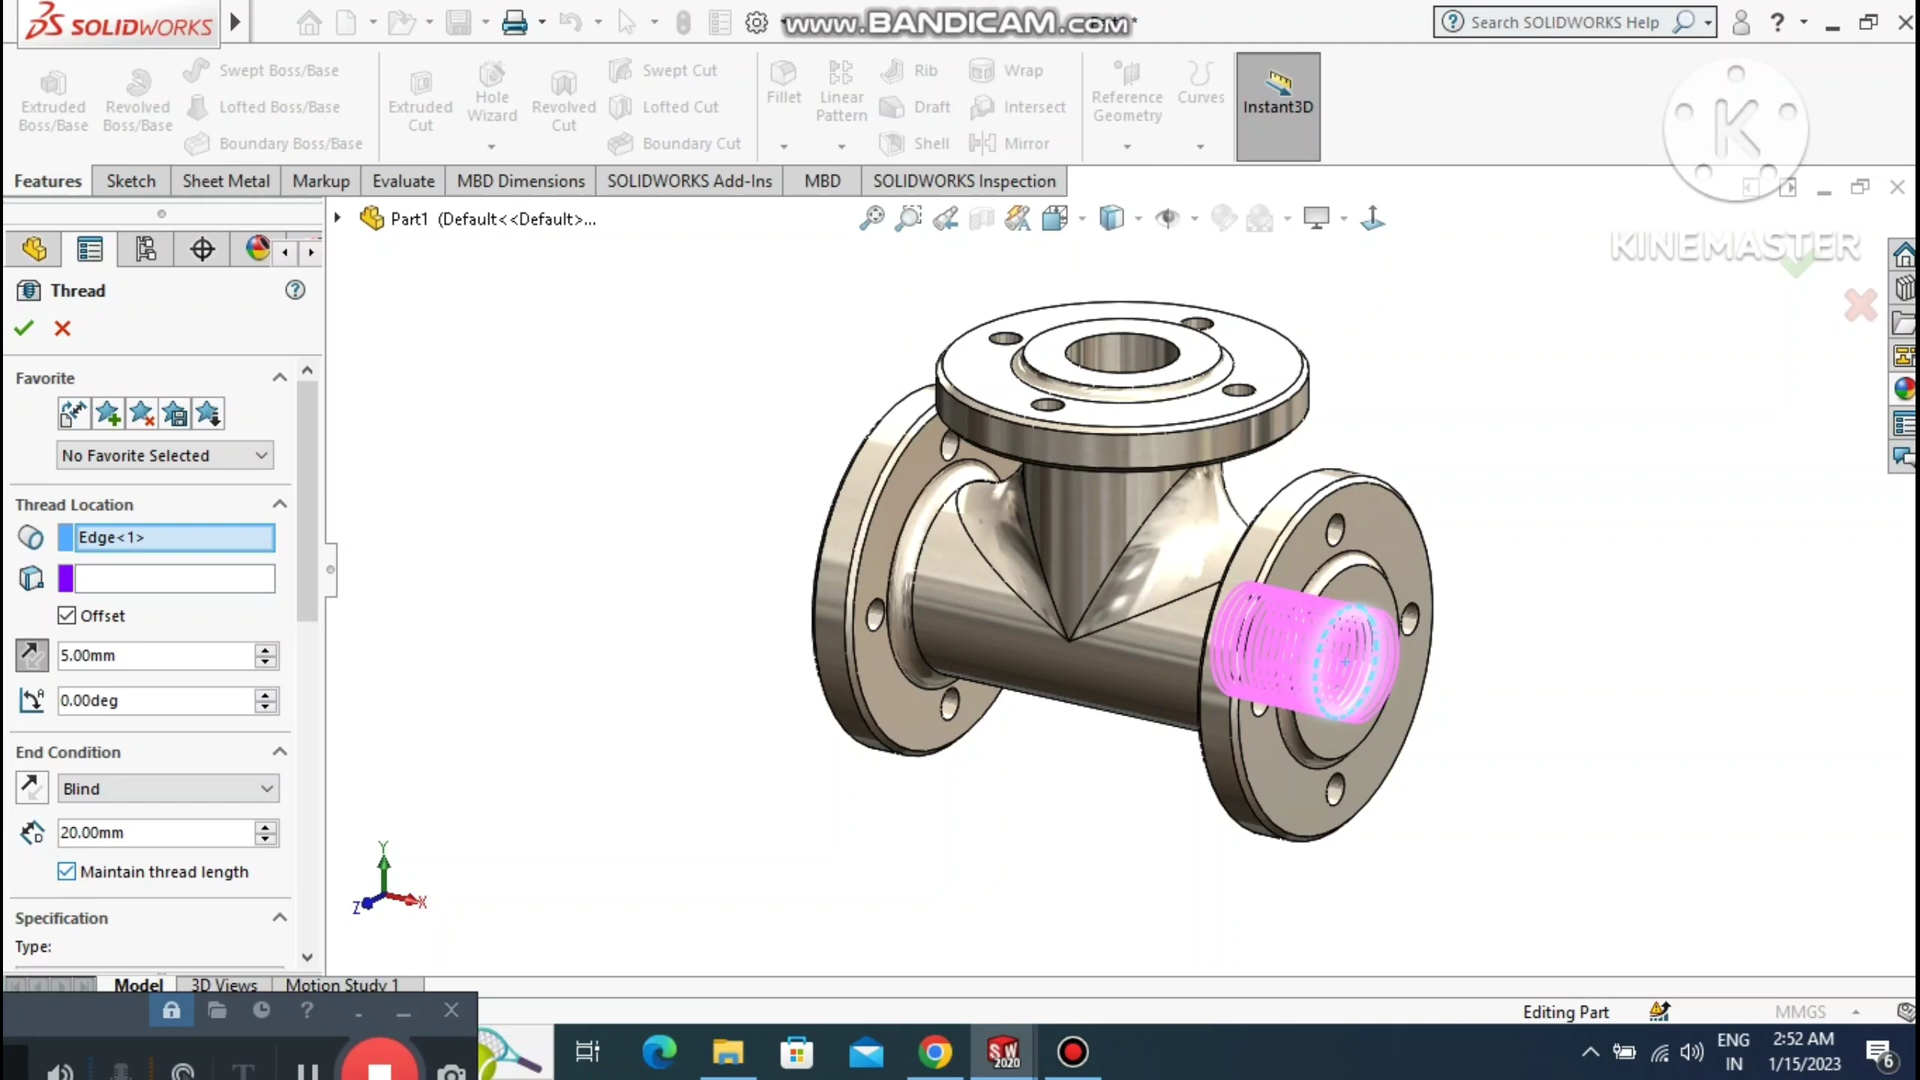 SOLIDWORKS
www.BANDICAM.com
Search SOLIDWORKS Help
?
Extruded Boss/Base
Revolved Boss/Base
Swept Boss/Base
Lofted Boss/Base
Boundary Boss/Base
Extruded Cut
Hole Wizard
Revolved Cut
Swept Cut
Lofted Cut
Boundary Cut
Fillet
Linear Pattern
Rib
Draft
Shell
Wrap
Intersect
Mirror
Reference Geometry
Curves
Instant3D
K
KINEMASTER
Features
Sketch
Sheet Metal
Markup
Evaluate
MBD Dimensions
SOLIDWORKS Add-Ins
MBD
SOLIDWORKS Inspection
Part1 (Default<<Default>...
Thread
Favorite
No Favorite Selected
Thread Location
Edge<1>
Offset
5.00mm
0.00deg
End Condition
Blind
20.00mm
Maintain thread length
Specification
Type:
Y
Z
X
Model
3D Views
Motion Study 1
Editing Part
MMGS
SW
2020
ENG
IN
2:52 AM
1/15/2023
6